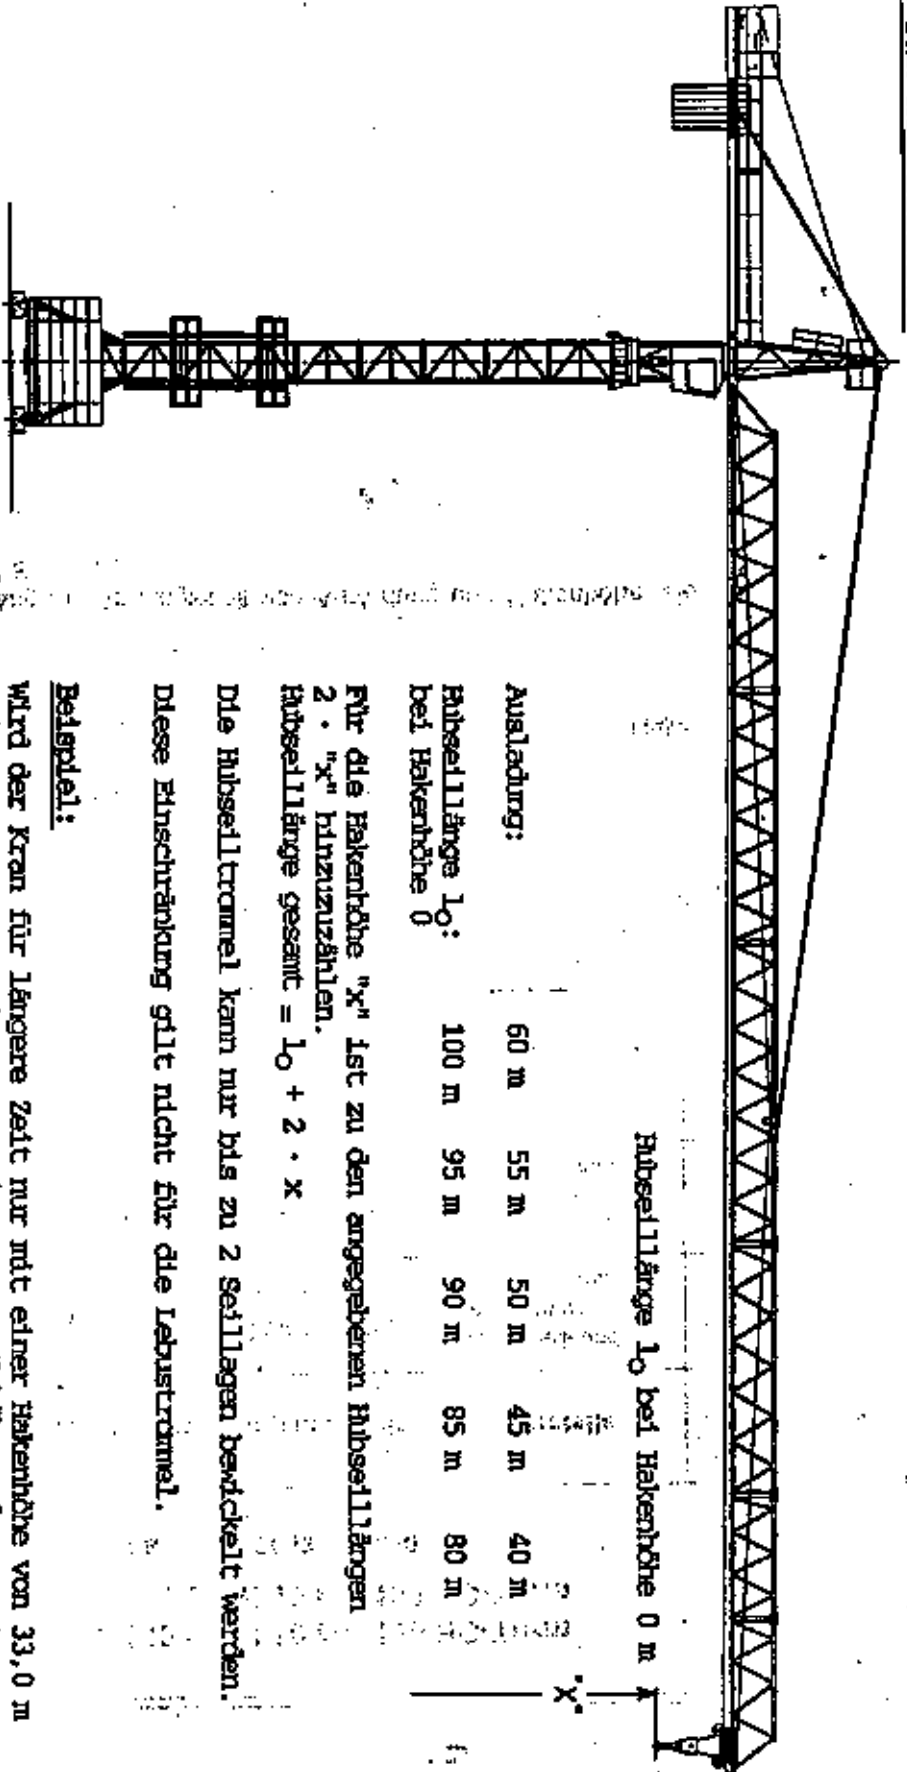 Hubseillänge lo bei Hakenhöhe 0 m
"x"
Ausladung: 60 m 55 m 50 m 45 m 40 m
Hubseillänge lo: 100 m 95 m 90 m 85 m 80 m
bei Hakenhöhe 0
Für die Hakenhöhe "x" ist zu den angegebenen Hubseillängen
2 · "x" hinzuzuzählen.
Hubseillänge gesamt = lo + 2 · x
Die Hubseiltrommel kann nur bis zu 2 Seillagen bewickelt werden.
Diese Einschränkung gilt nicht für die Lebustrommel.
Beispiel:
Wird der Kran für längere Zeit nur mit einer Hakenhöhe von 33,0 m